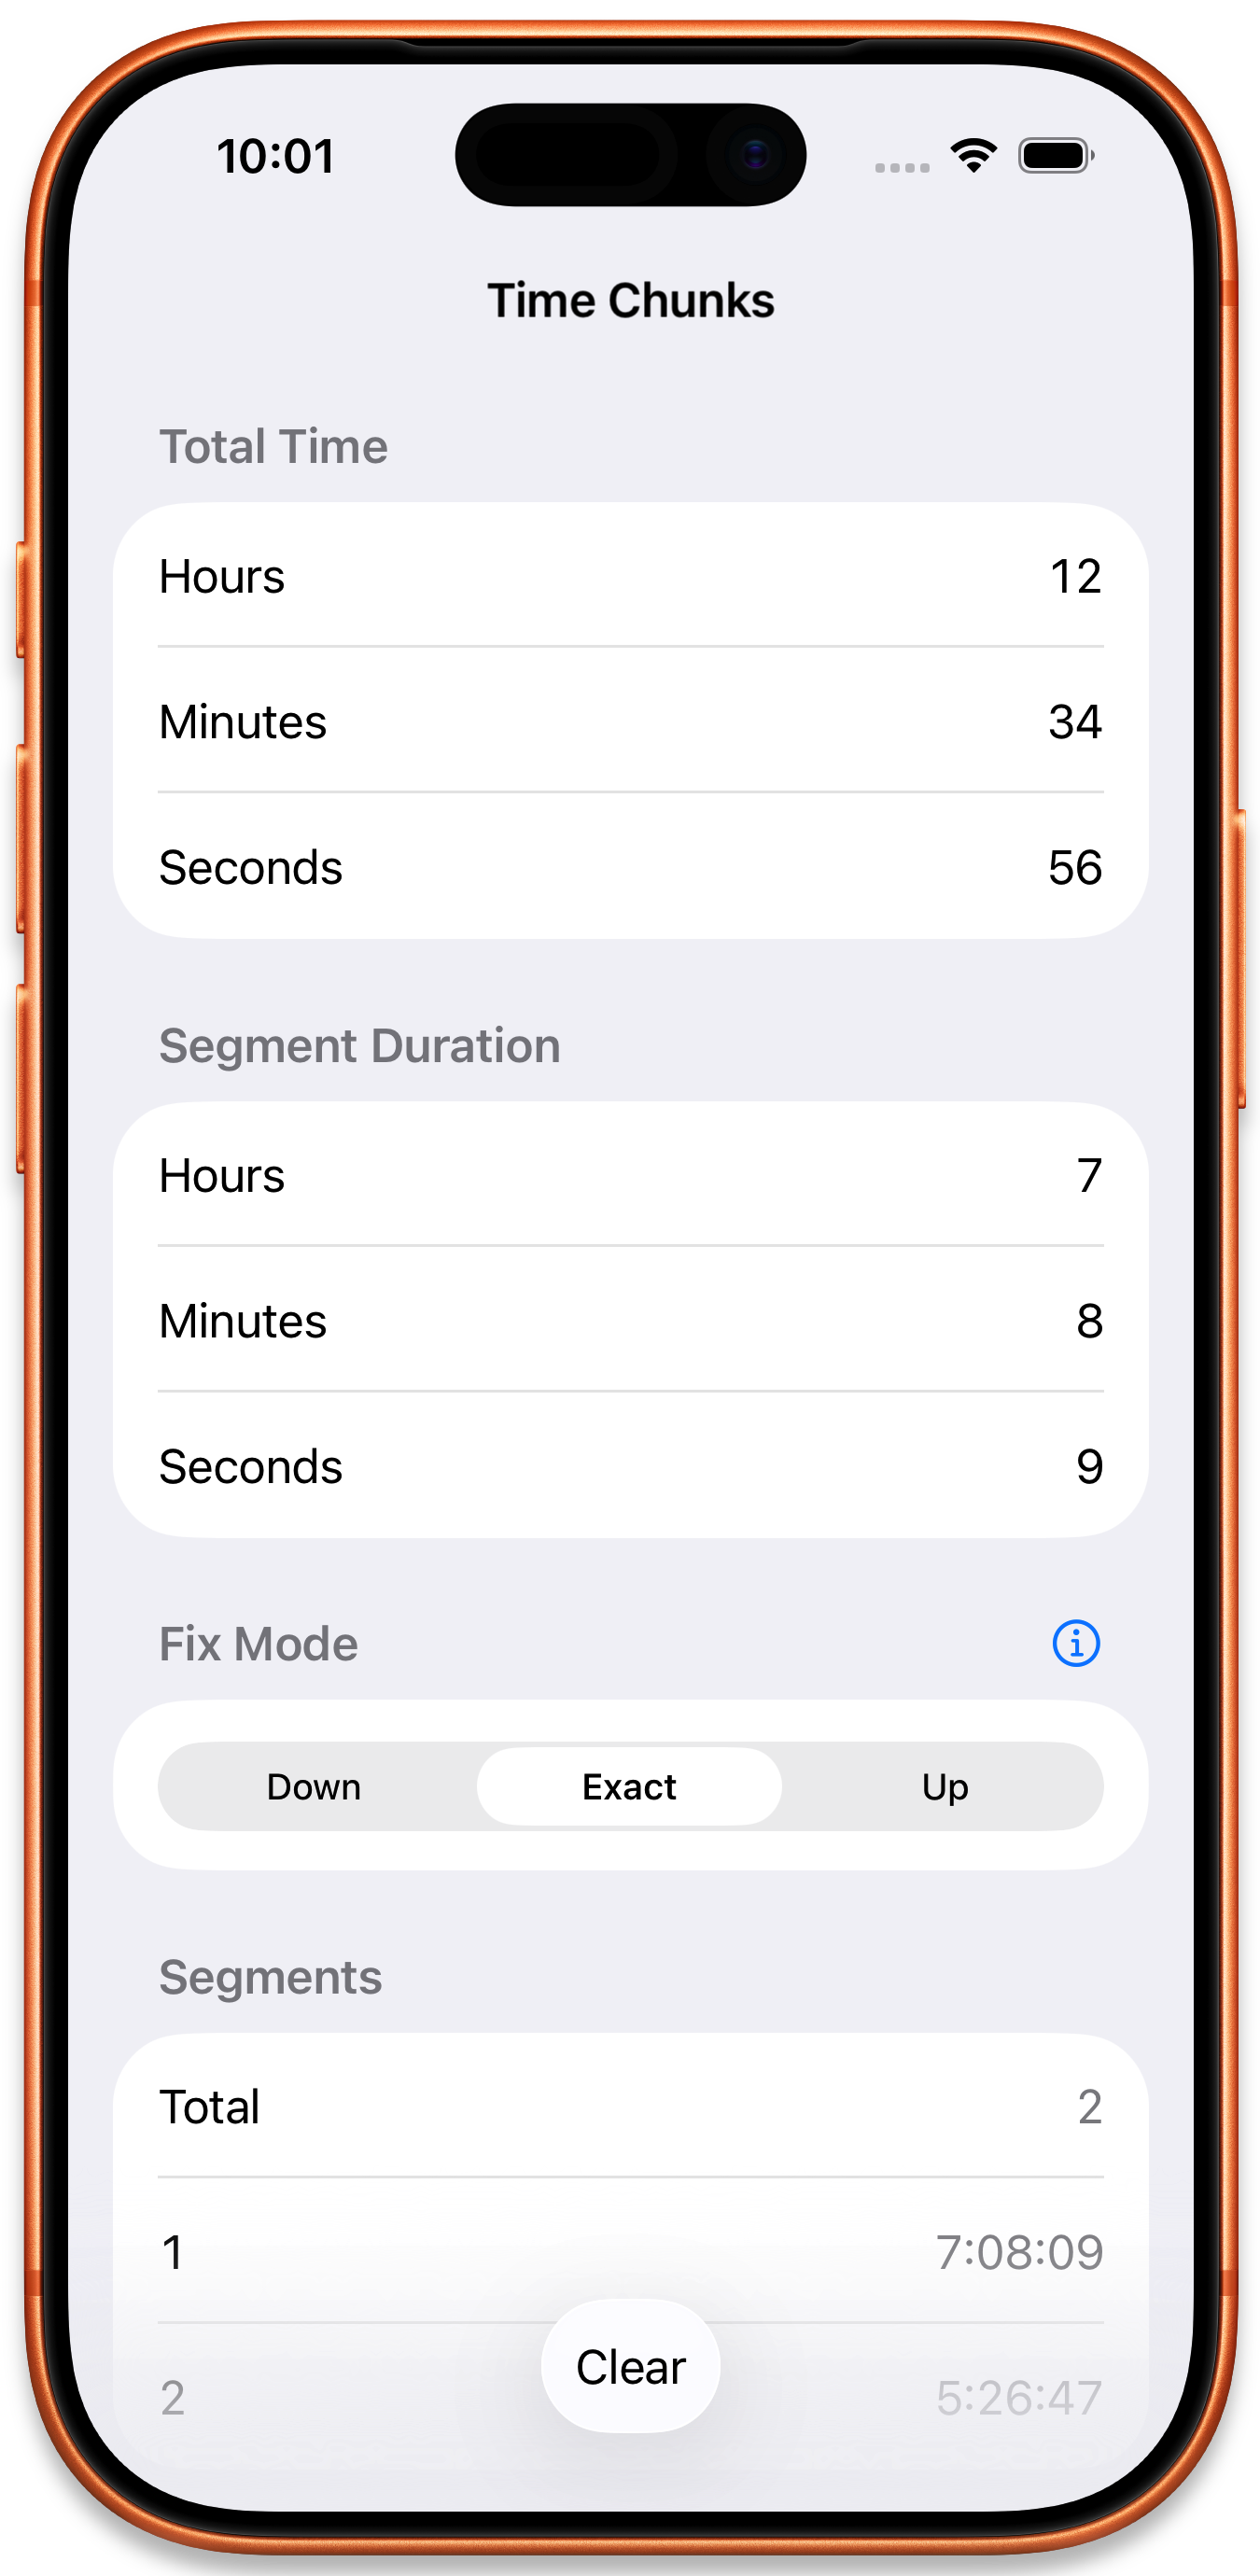 10:01
Time Chunks
Total Time
Hours 12
Minutes 34
Seconds 56
Segment Duration
Hours 7
Minutes 8
Seconds 9
Fix Mode
Down Exact Up
Segments
Total 2
1 7:08:09
Clear
2 5:26:47